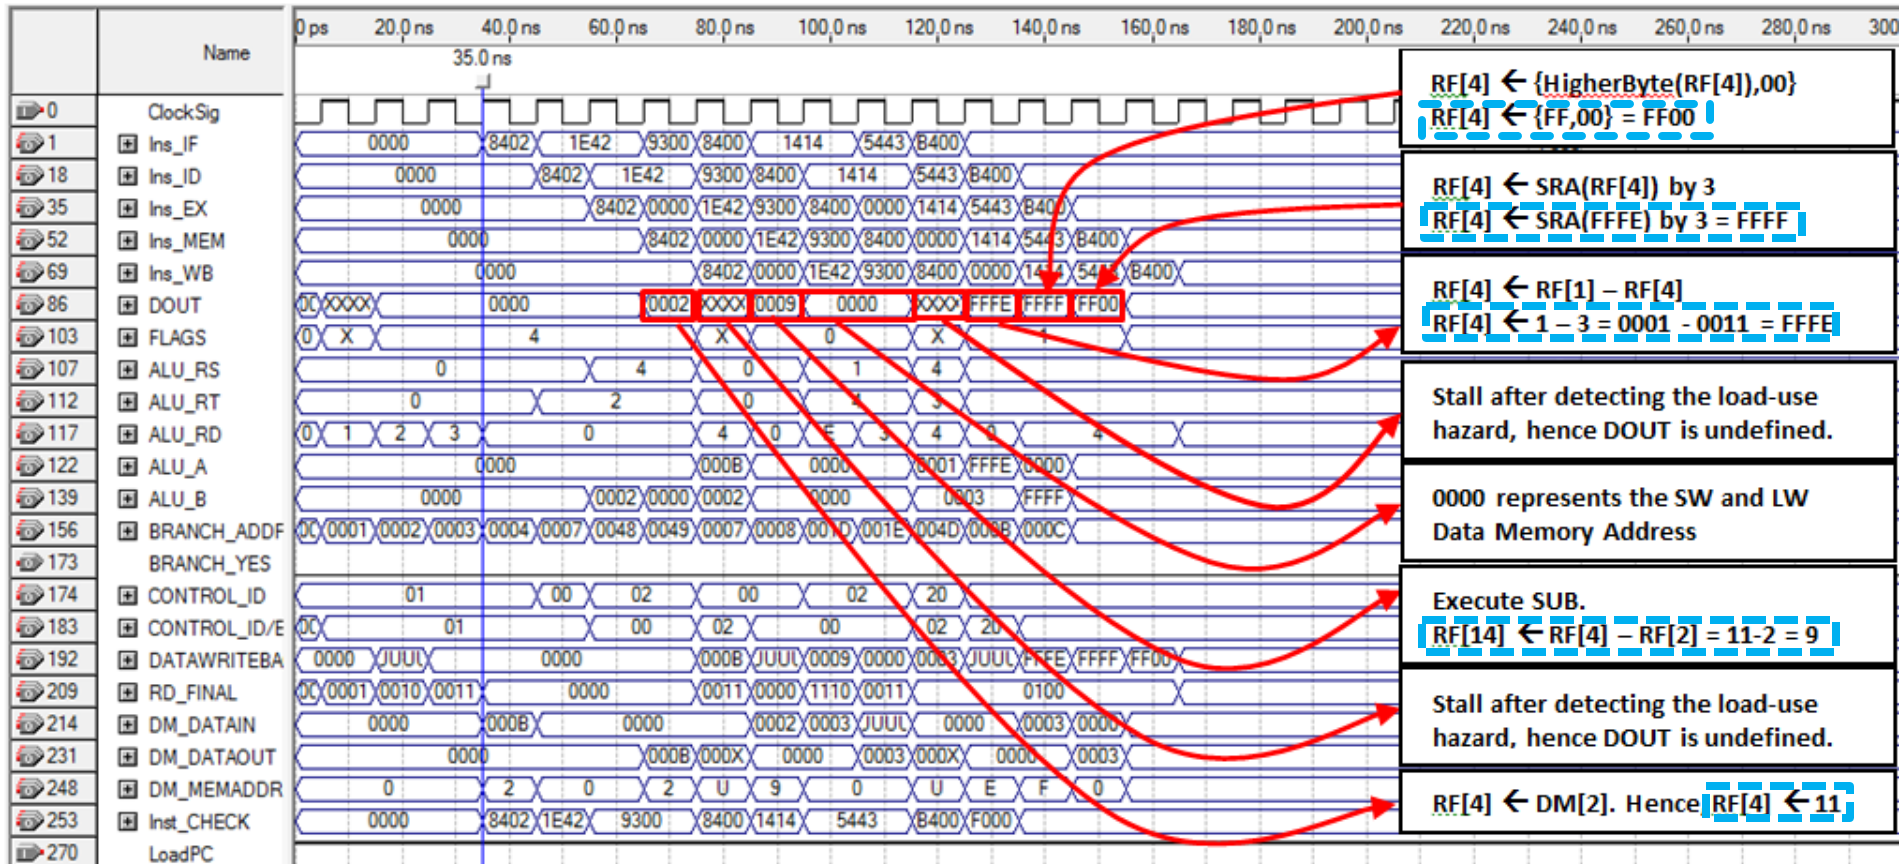 0 ps 20.0 ns 40.0 ns 60.0 ns 80.0 ns 100.0 ns 120.0 ns 140.0 ns 160.0 ns 180.0 ns 200.0 ns 220.0 ns 240.0 ns 260.0 ns 280.0 ns 300
Name
35.0 ns
0 ClockSig
1 Ins_IF 0000 8402 1E42 9300 8400 1414 5443 B400
18 Ins_ID 0000 8402 1E42 9300 8400 1414 5443 B400
35 Ins_EX 0000 8402 0000 1E42 9300 8400 0000 1414 5443 B400
52 Ins_MEM 0000 8402 0000 1E42 9300 8400 0000 1414 5443 B400
69 Ins_WB 0000 8402 0000 1E42 9300 8400 0000 1414 5443 B400
86 DOUT XXXX 0000 0002 XXXX 0009 0000 XXXX FFFE FFFF FF00
103 FLAGS 0 X 4 X 0 X 1
107 ALU_RS 0 4 0 1 4
112 ALU_RT 0 2 0 4 3
117 ALU_RD 0 1 2 3 0 4 0 E 3 4 0 4
122 ALU_A 0000 000B 0000 0001 FFFE 0000
139 ALU_B 0000 0002 0000 0002 0000 0003 FFFF
156 BRANCH_ADDF 0001 0002 0003 0004 0007 0048 0049 0007 0008 001D 001E 004D 000B 000C
173 BRANCH_YES
174 CONTROL_ID 01 00 02 00 02 20
183 CONTROL_ID/E 01 00 02 00 02 20
192 DATAWRITEBA 0000 0000 000B 0009 0000 0003 FFFE FFFF FF00
209 RD_FINAL 0001 0010 0011 0000 0011 0000 1110 0011 0100
214 DM_DATAIN 0000 000B 0000 0002 0003 0000 0003 0000
231 DM_DATAOUT 0000 000B 000X 0000 0003 000X 0000 0003
248 DM_MEMADDR 0 2 0 2 U 9 0 U E F 0
253 Inst_CHECK 0000 8402 1E42 9300 8400 1414 5443 B400 F000
270 LoadPC
RF[4] ← {HigherByte(RF[4]),00}
RF[4] ← {FF,00} = FF00
RF[4] ← SRA(RF[4]) by 3
RF[4] ← SRA(FFFE) by 3 = FFFF
RF[4] ← RF[1] – RF[4]
RF[4] ← 1 – 3 = 0001 - 0011 = FFFE
Stall after detecting the load-use
hazard, hence DOUT is undefined.
0000 represents the SW and LW
Data Memory Address
Execute SUB.
RF[14] ← RF[4] – RF[2] = 11-2 = 9
Stall after detecting the load-use
hazard, hence DOUT is undefined.
RF[4] ← DM[2]. Hence RF[4] ← 11